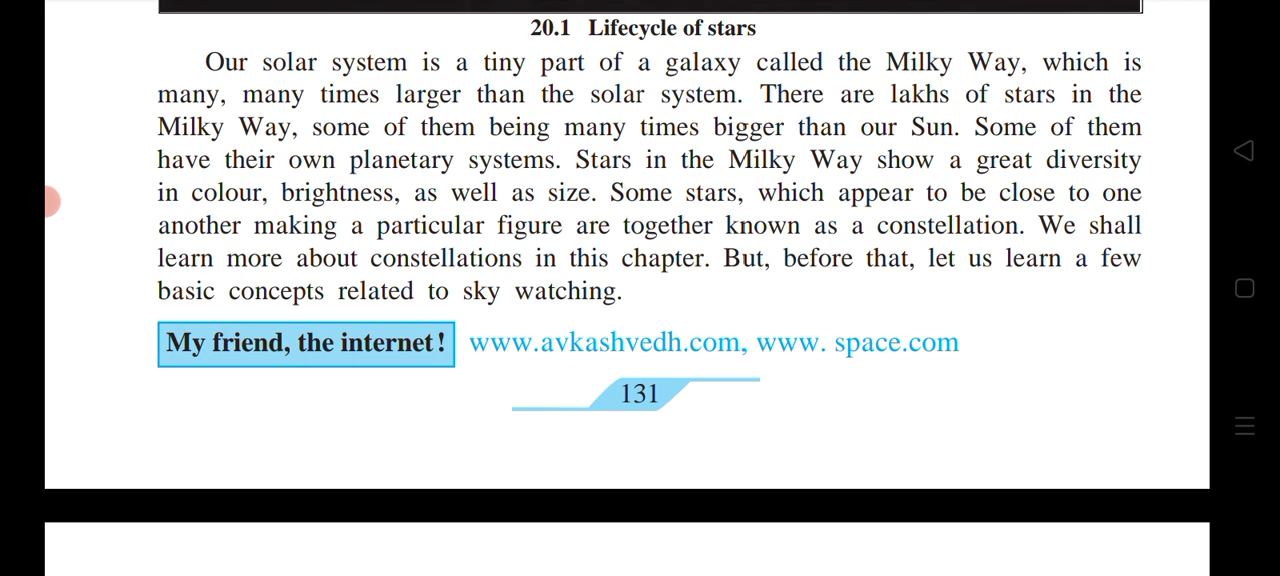 20.1 Lifecycle of stars
Our solar system is a tiny part of a galaxy called the Milky Way, which is
many, many times larger than the solar system. There are lakhs of stars in the
Milky Way, some of them being many times bigger than our Sun. Some of them
have their own planetary systems. Stars in the Milky Way show a great diversity
in colour, brightness, as well as size. Some stars, which appear to be close to one
another making a particular figure are together known as a constellation. We shall
learn more about constellations in this chapter. But, before that, let us learn a few
basic concepts related to sky watching.
My friend, the internet! www.avkashvedh.com, www. space.com
131